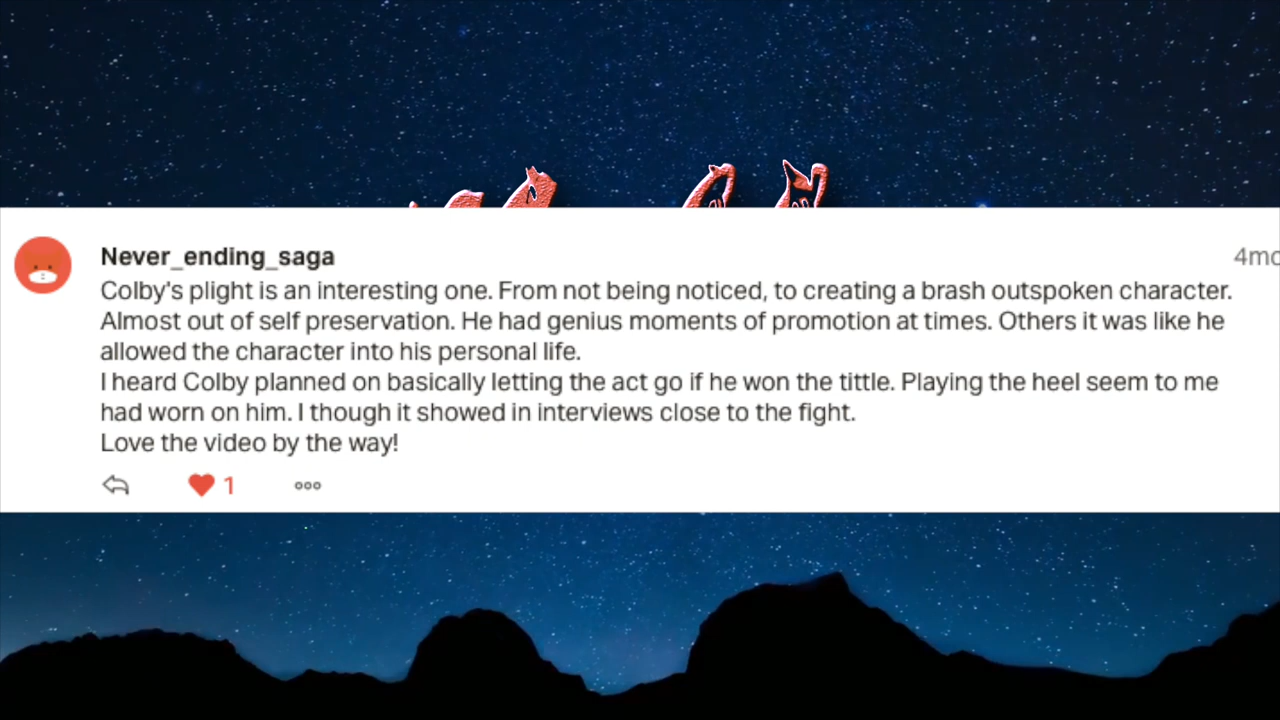 Never_ending_saga
4mo
Colby's plight is an interesting one. From not being noticed, to creating a brash outspoken character.
Almost out of self preservation. He had genius moments of promotion at times. Others it was like he
allowed the character into his personal life.
I heard Colby planned on basically letting the act go if he won the tittle. Playing the heel seem to me
had worn on him. I though it showed in interviews close to the fight.
Love the video by the way!
1